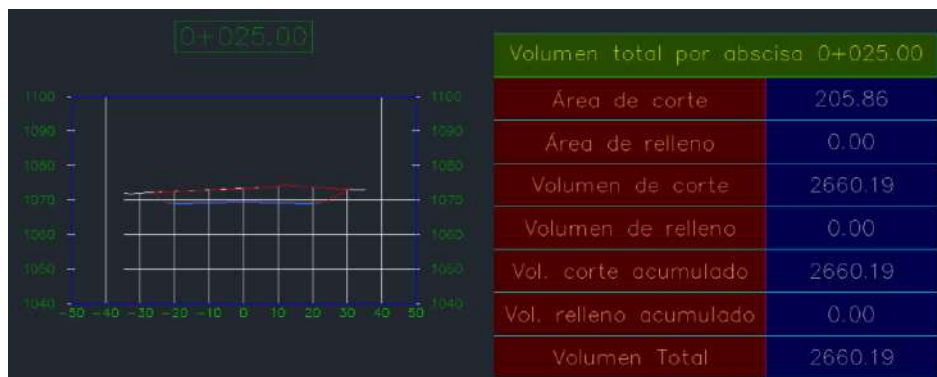 0+025.00
1100 1100
1090 1090
1080 1080
1070 1070
1060 1060
1050 1050
1040 1040
-50 -40 -30 -20 -10 0 10 20 30 40 50
Volumen total por abscisa 0+025.00
Área de corte 205.86
Área de relleno 0.00
Volumen de corte 2660.19
Volumen de relleno 0.00
Vol. corte acumulado 2660.19
Vol. relleno acumulado 0.00
Volumen Total 2660.19